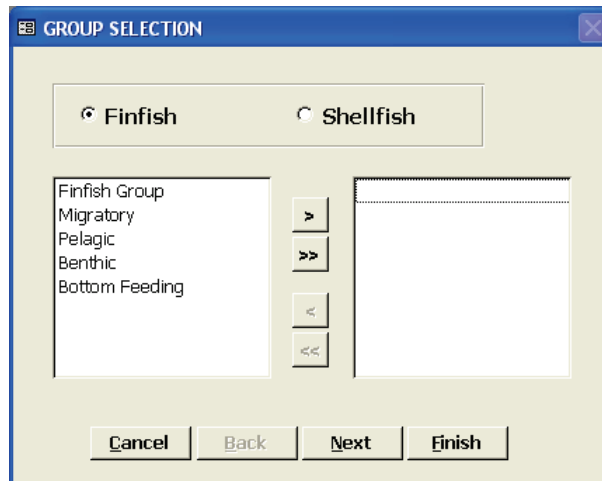 GROUP SELECTION
Finfish Shellfish
Finfish Group
Migratory
Pelagic
Benthic
Bottom Feeding
>
>>
<
<<
Cancel Back Next Finish